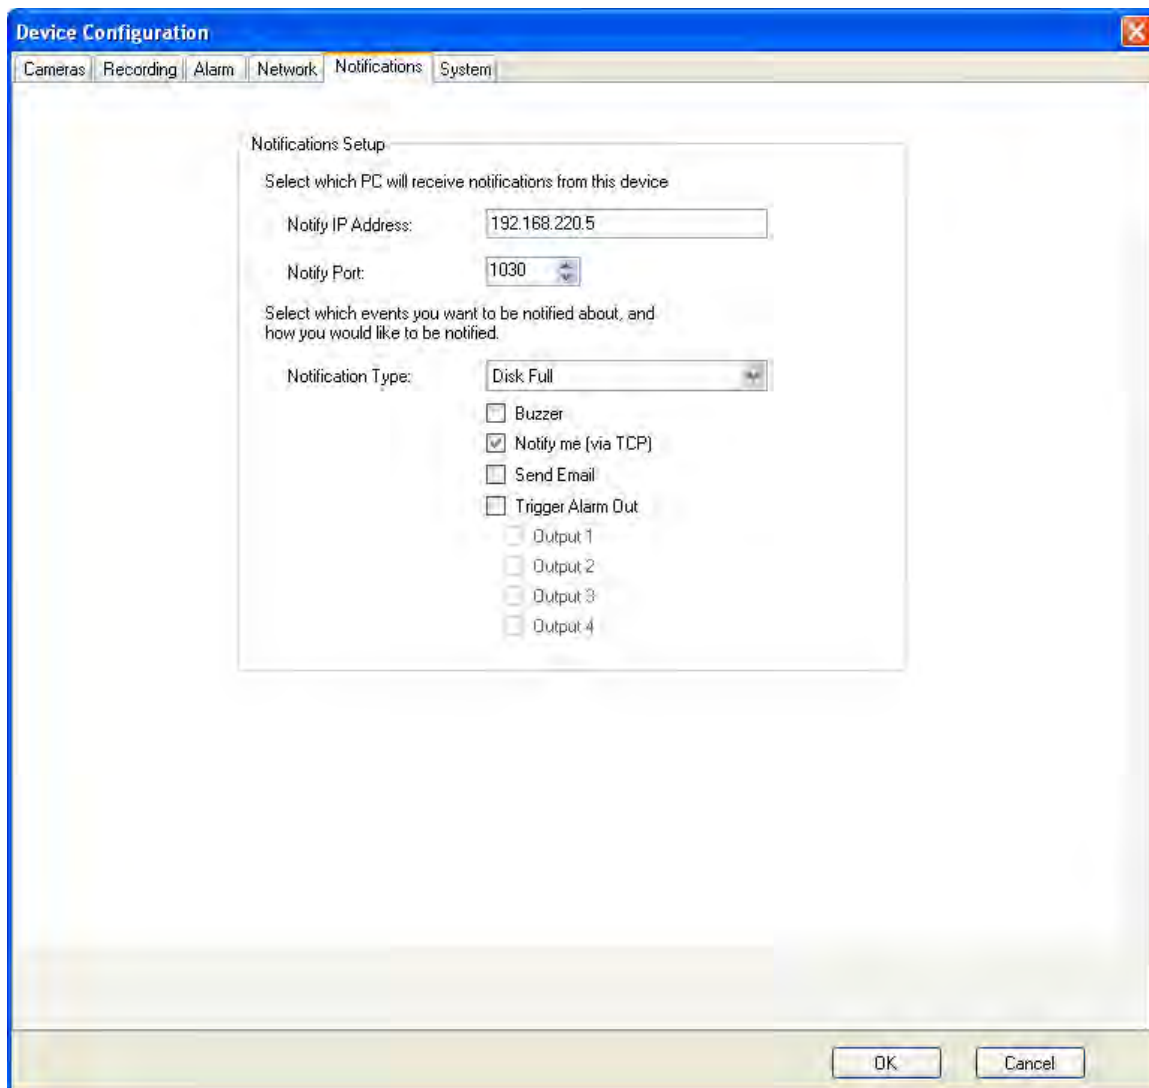 Device Configuration
Cameras Recording Alarm Network Notifications System
Notifications Setup
Select which PC will receive notifications from this device
Notify IP Address: 192.168.220.5
Notify Port: 1030
Select which events you want to be notified about, and
how you would like to be notified.
Notification Type: Disk Full
Buzzer
Notify me (via TCP)
Send Email
Trigger Alarm Out
Output 1
Output 2
Output 3
Output 4
OK Cancel